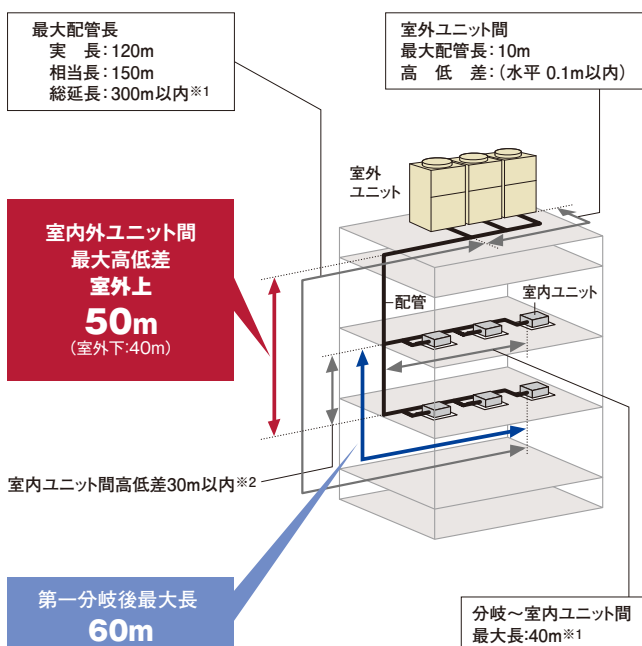 最大配管長
実　長：120m
相当長：150m
総延長：300m以内※1
室外ユニット間
最大配管長：10m
高　低　差：（水平 0.1m以内）
室外
ユニット
室内外ユニット間
最大高低差
室外上
50m
（室外下：40m）
配管
室内ユニット
室内ユニット間高低差30m以内※2
第一分岐後最大長
60m
分岐～室内ユニット間
最大長：40m※1